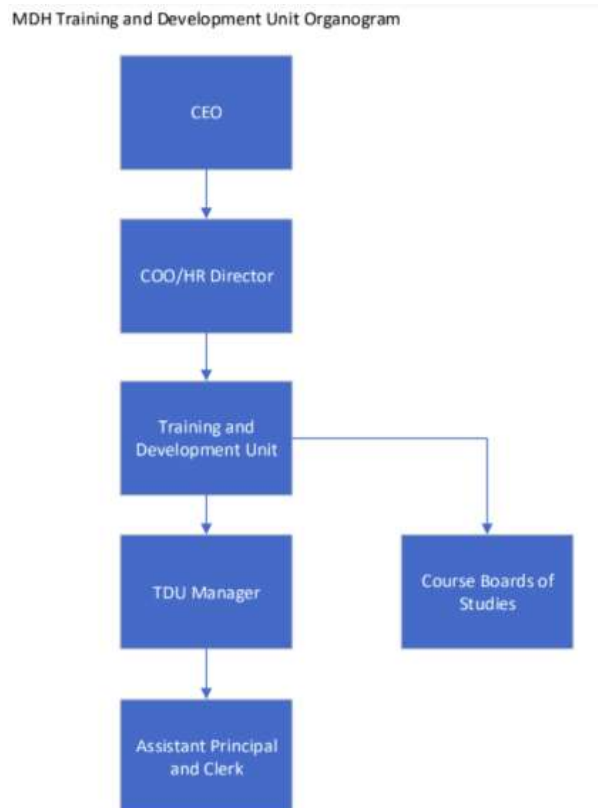 MDH Training and Development Unit Organogram
CEO
COO/HR Director
Training and
Development Unit
TDU Manager
Course Boards of
Studies
Assistant Principal
and Clerk